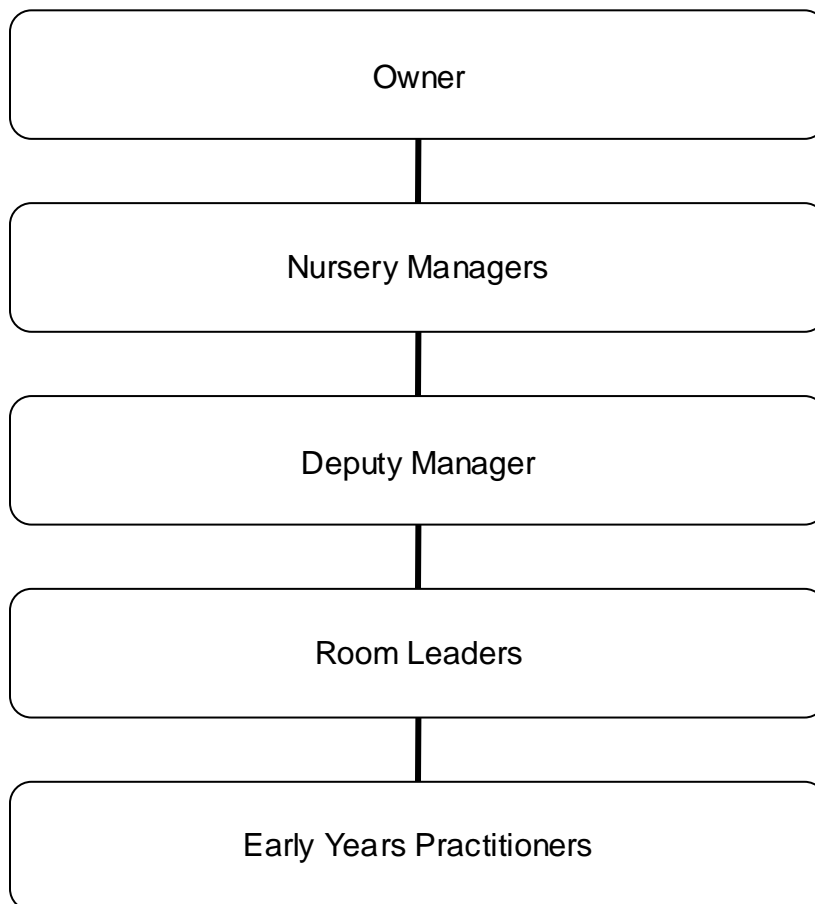 Owner
Nursery Managers
Deputy Manager
Room Leaders
Early Years Practitioners